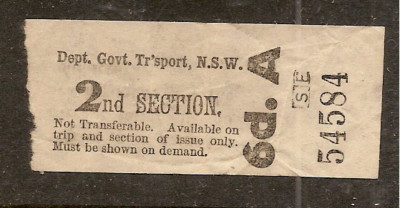 Dept. Govt. Tr'sport, N.S.W.
2nd SECTION.
Not Transferable. Available on
trip and section of issue only.
Must be shown on demand.
6d. A
SE
54584